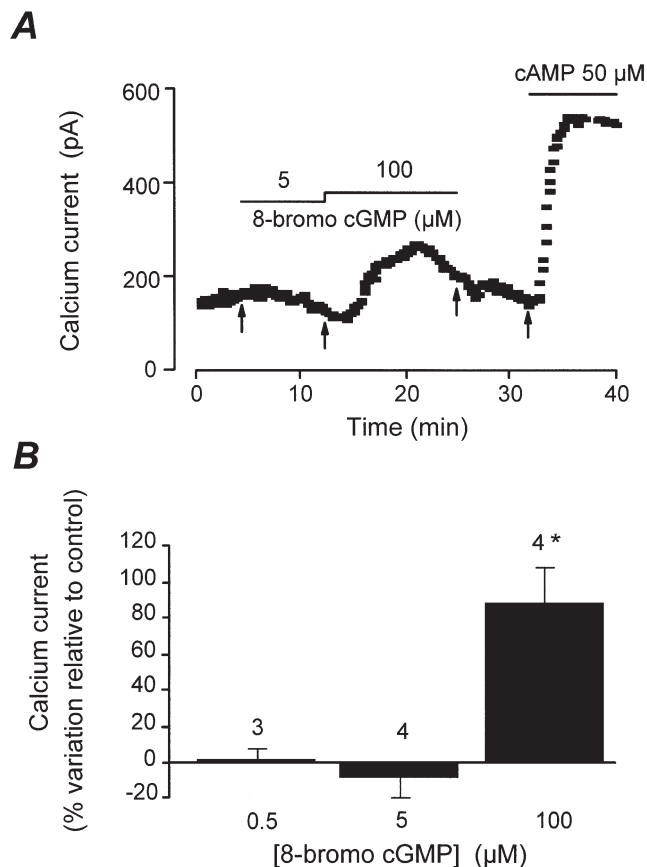 A
cAMP 50 µM
600
400
200
0
Calcium current (pA)
5
100
8-bromo cGMP (µM)
0
10
20
30
40
Time (min)
B
Calcium current
(% variation relative to control)
120
100
80
60
40
20
0
-20
3
4
4 *
0.5
5
100
[8-bromo cGMP] (µM)